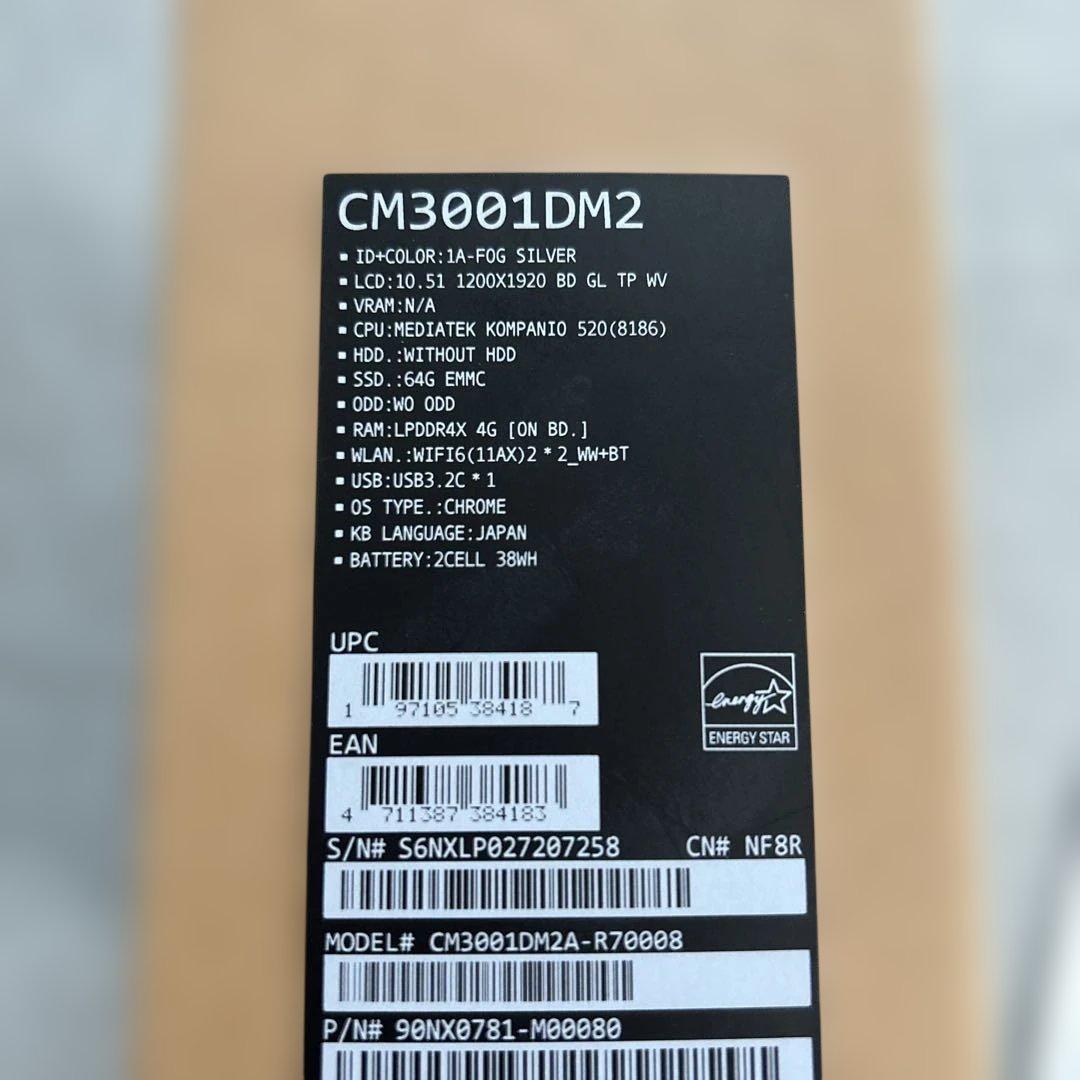 CM3001DM2
▪ ID+COLOR:1A-FOG SILVER
▪ LCD:10.51 1200X1920 BD GL TP WV
▪ VRAM:N/A
▪ CPU:MEDIATEK KOMPANIO 520(8186)
▪ HDD.:WITHOUT HDD
▪ SSD.:64G EMMC
▪ ODD:WO ODD
▪ RAM:LPDDR4X 4G [ON BD.]
▪ WLAN.:WIFI6(11AX)2*2_WW+BT
▪ USB:USB3.2C*1
▪ OS TYPE.:CHROME
▪ KB LANGUAGE:JAPAN
▪ BATTERY:2CELL 38WH
UPC
1 97105 38418 7
energy
ENERGY STAR
EAN
4 711387 384183
S/N# S6NXLP027207258 CN# NF8R
MODEL# CM3001DM2A-R70008
P/N# 90NX0781-M00080